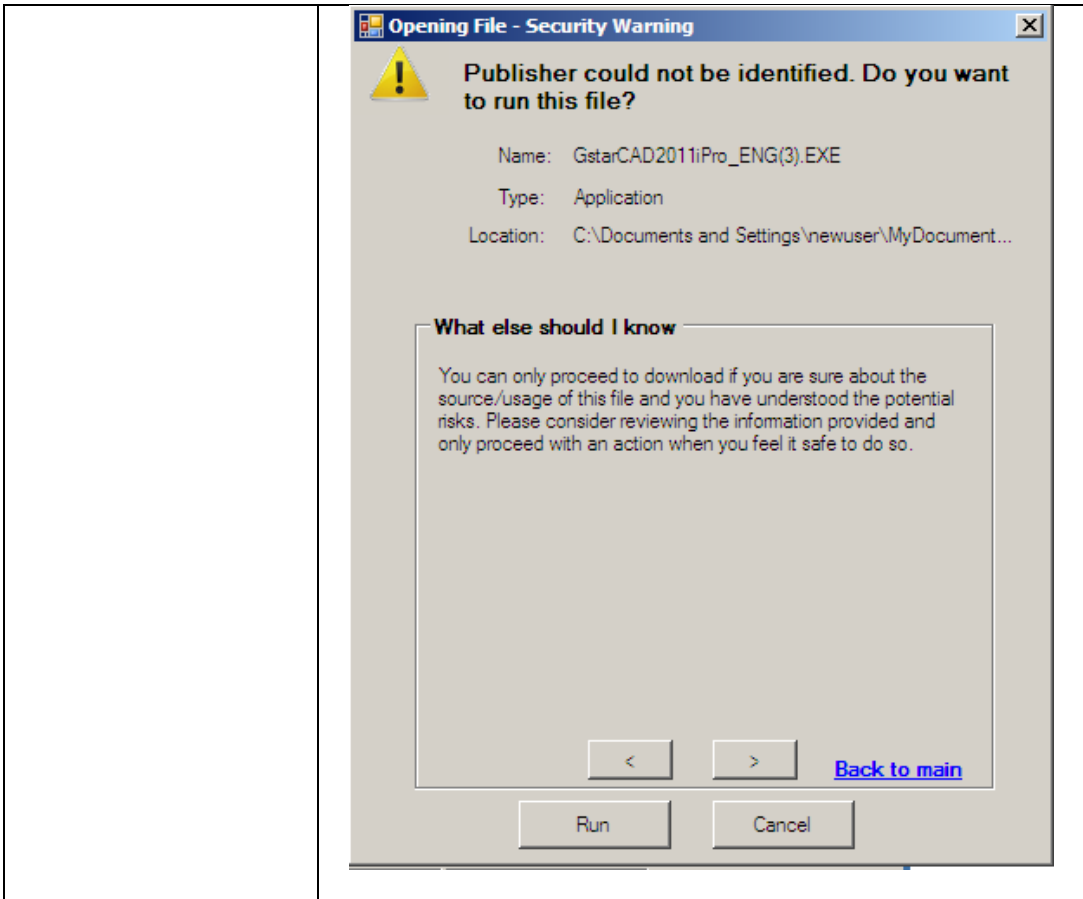 Opening File - Security Warning
Publisher could not be identified. Do you want
to run this file?
Name: GstarCAD2011iPro_ENG(3).EXE
Type: Application
Location: C:\Documents and Settings\newuser\MyDocument...
What else should I know
You can only proceed to download if you are sure about the
source/usage of this file and you have understood the potential
risks. Please consider reviewing the information provided and
only proceed with an action when you feel it safe to do so.
< > Back to main
Run Cancel